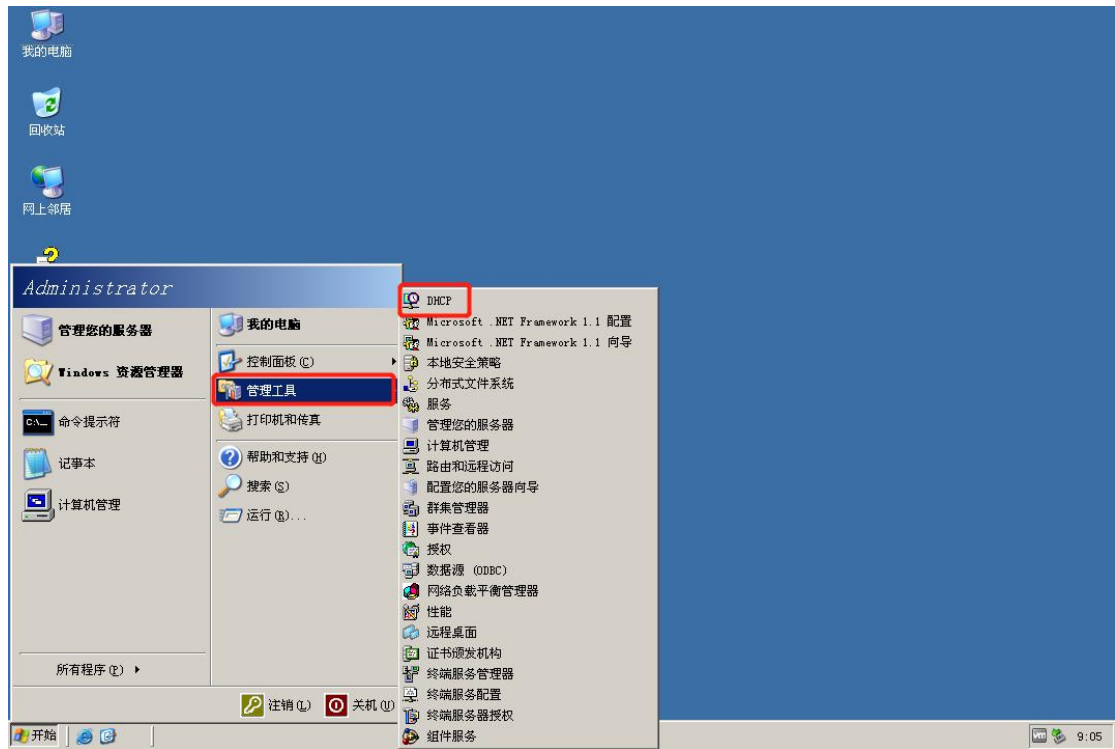 我的电脑
回收站
网上邻居
Administrator
管理您的服务器
Windows 资源管理器
命令提示符
记事本
计算机管理
所有程序(P)
我的电脑
控制面板(C)
管理工具
打印机和传真
帮助和支持(H)
搜索(S)
运行(R)...
注销(L)
关机(U)
DHCP
Microsoft .NET Framework 1.1 配置
Microsoft .NET Framework 1.1 向导
本地安全策略
分布式文件系统
服务
管理您的服务器
计算机管理
路由和远程访问
配置您的服务器向导
群集管理器
事件查看器
授权
数据源 (ODBC)
网络负载平衡管理器
性能
远程桌面
证书颁发机构
终端服务管理器
终端服务配置
终端服务器授权
组件服务
开始
9:05